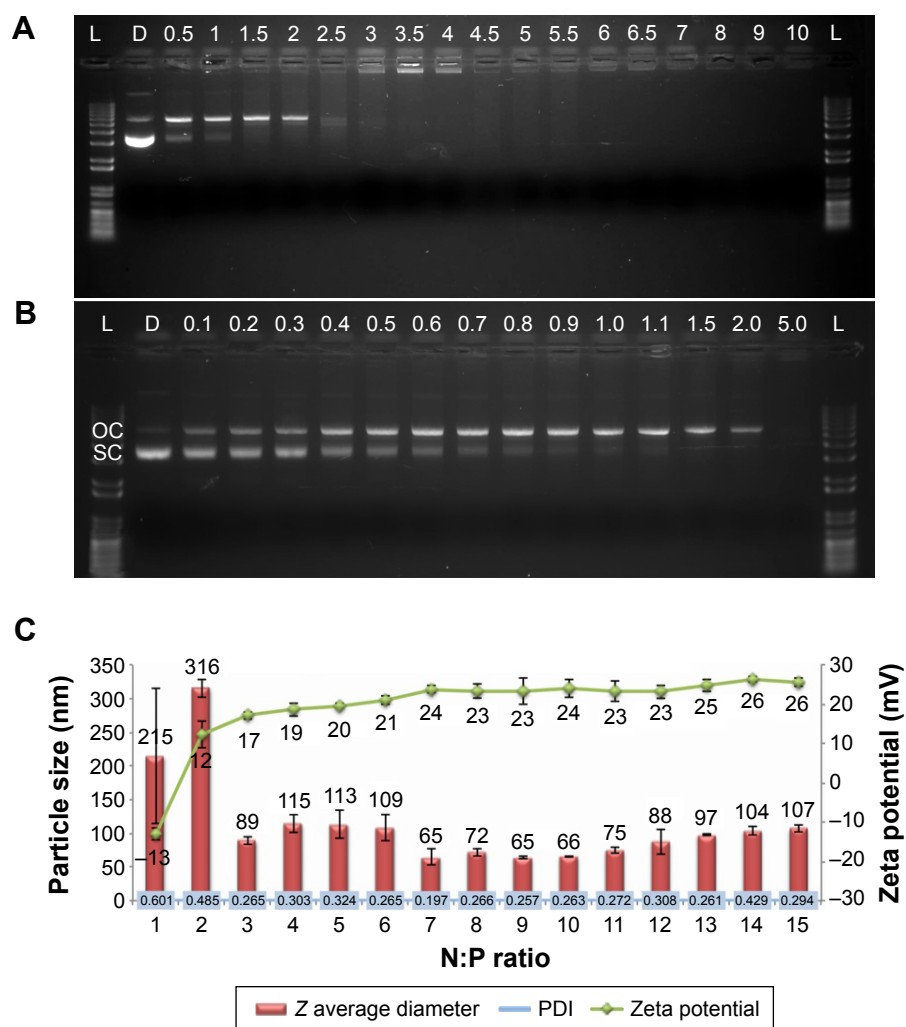 A
L D 0.5 1 1.5 2 2.5 3 3.5 4 4.5 5 5.5 6 6.5 7 8 9 10 L
B
L D 0.1 0.2 0.3 0.4 0.5 0.6 0.7 0.8 0.9 1.0 1.1 1.5 2.0 5.0 L
OC
SC
C
Particle size (nm)
350
300
250
200
150
100
50
0
215 316 89 115 113 109 65 72 65 66 75 88 97 104 107
–13 12 17 19 20 21 24 23 23 24 23 23 25 26 26
0.601 0.485 0.265 0.303 0.324 0.265 0.197 0.266 0.257 0.263 0.272 0.308 0.261 0.429 0.294
1 2 3 4 5 6 7 8 9 10 11 12 13 14 15
N:P ratio
30
20
10
0
–10
–20
–30
Zeta potential (mV)
Z average diameter PDI Zeta potential